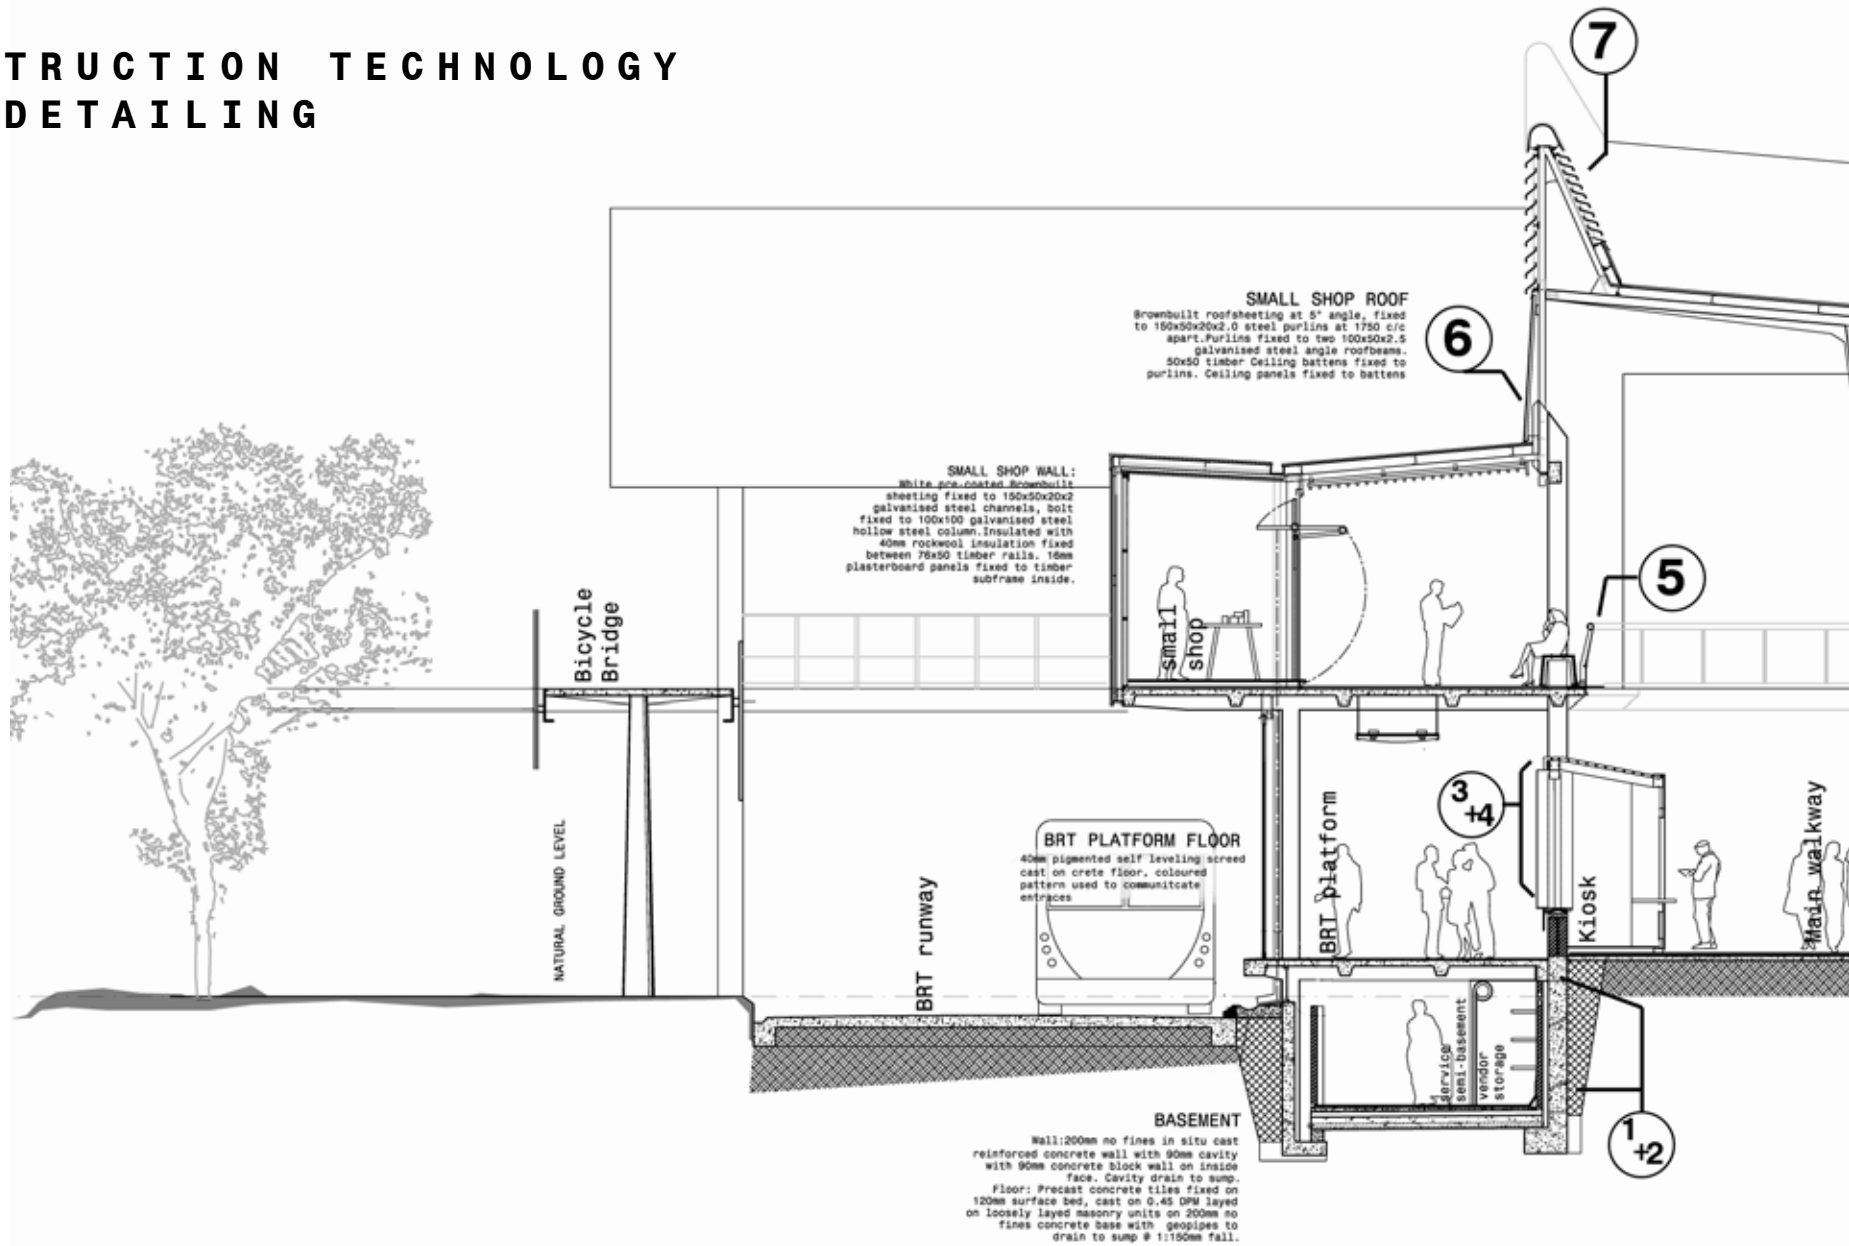 TRUCTION TECHNOLOGY
DETAILING
7
SMALL SHOP ROOF
Brownbuilt roofsheeting at 5° angle, fixed
to 150x50x20x2.0 steel purlins at 1750 c/c
apart.Purlins fixed to two 100x50x2.5
galvanised steel angle roofbeams.
50x50 timber Ceiling battens fixed to
purlins. Ceiling panels fixed to battens
6
SMALL SHOP WALL:
White pre-coated Brownbuilt
sheeting fixed to 150x50x20x2
galvanised steel channels, bolt
fixed to 100x100 galvanised steel
hollow steel column.Insulated with
40mm rockwool insulation fixed
between 76x50 timber rails. 16mm
plasterboard panels fixed to timber
subframe inside.
5
Bicycle
Bridge
small
shop
3
+4
NATURAL GROUND LEVEL
BRT runway
BRT PLATFORM FLOOR
40mm pigmented self leveling screed
cast on crete floor, coloured
pattern used to communitcate
entraces
BRT platform
Kiosk
Main walkway
service
semi-basement
vendor
storage
BASEMENT
Wall:200mm no fines in situ cast
reinforced concrete wall with 90mm cavity
with 90mm concrete block wall on inside
face. Cavity drain to sump.
Floor: Precast concrete tiles fixed on
120mm surface bed, cast on 0.45 DPM layed
on loosely layed masonry units on 200mm no
fines concrete base with geopipes to
drain to sump @ 1:150mm fall.
1
+2